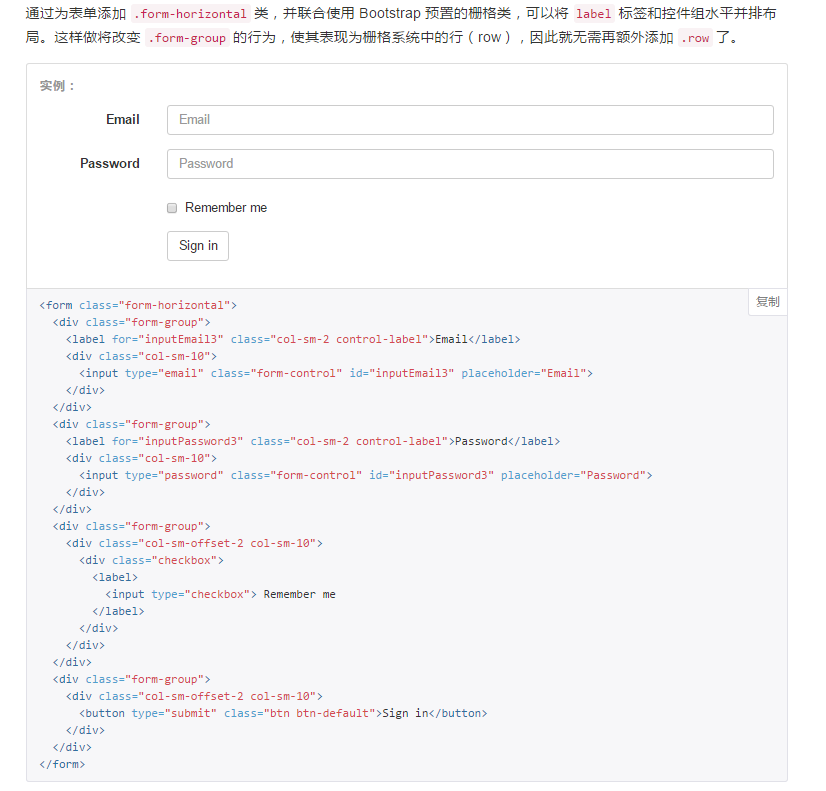 通过为表单添加 .form-horizontal 类，并联合使用 Bootstrap 预置的栅格类，可以将 label 标签和控件组水平并排布
局。这样做将改变 .form-group 的行为，使其表现为栅格系统中的行（row），因此就无需再额外添加 .row 了。
实例：
Email Email
Password Password
Remember me
Sign in
复制
<form class="form-horizontal">
  <div class="form-group">
    <label for="inputEmail3" class="col-sm-2 control-label">Email</label>
    <div class="col-sm-10">
      <input type="email" class="form-control" id="inputEmail3" placeholder="Email">
    </div>
  </div>
  <div class="form-group">
    <label for="inputPassword3" class="col-sm-2 control-label">Password</label>
    <div class="col-sm-10">
      <input type="password" class="form-control" id="inputPassword3" placeholder="Password">
    </div>
  </div>
  <div class="form-group">
    <div class="col-sm-offset-2 col-sm-10">
      <div class="checkbox">
        <label>
          <input type="checkbox"> Remember me
        </label>
      </div>
    </div>
  </div>
  <div class="form-group">
    <div class="col-sm-offset-2 col-sm-10">
      <button type="submit" class="btn btn-default">Sign in</button>
    </div>
  </div>
</form>